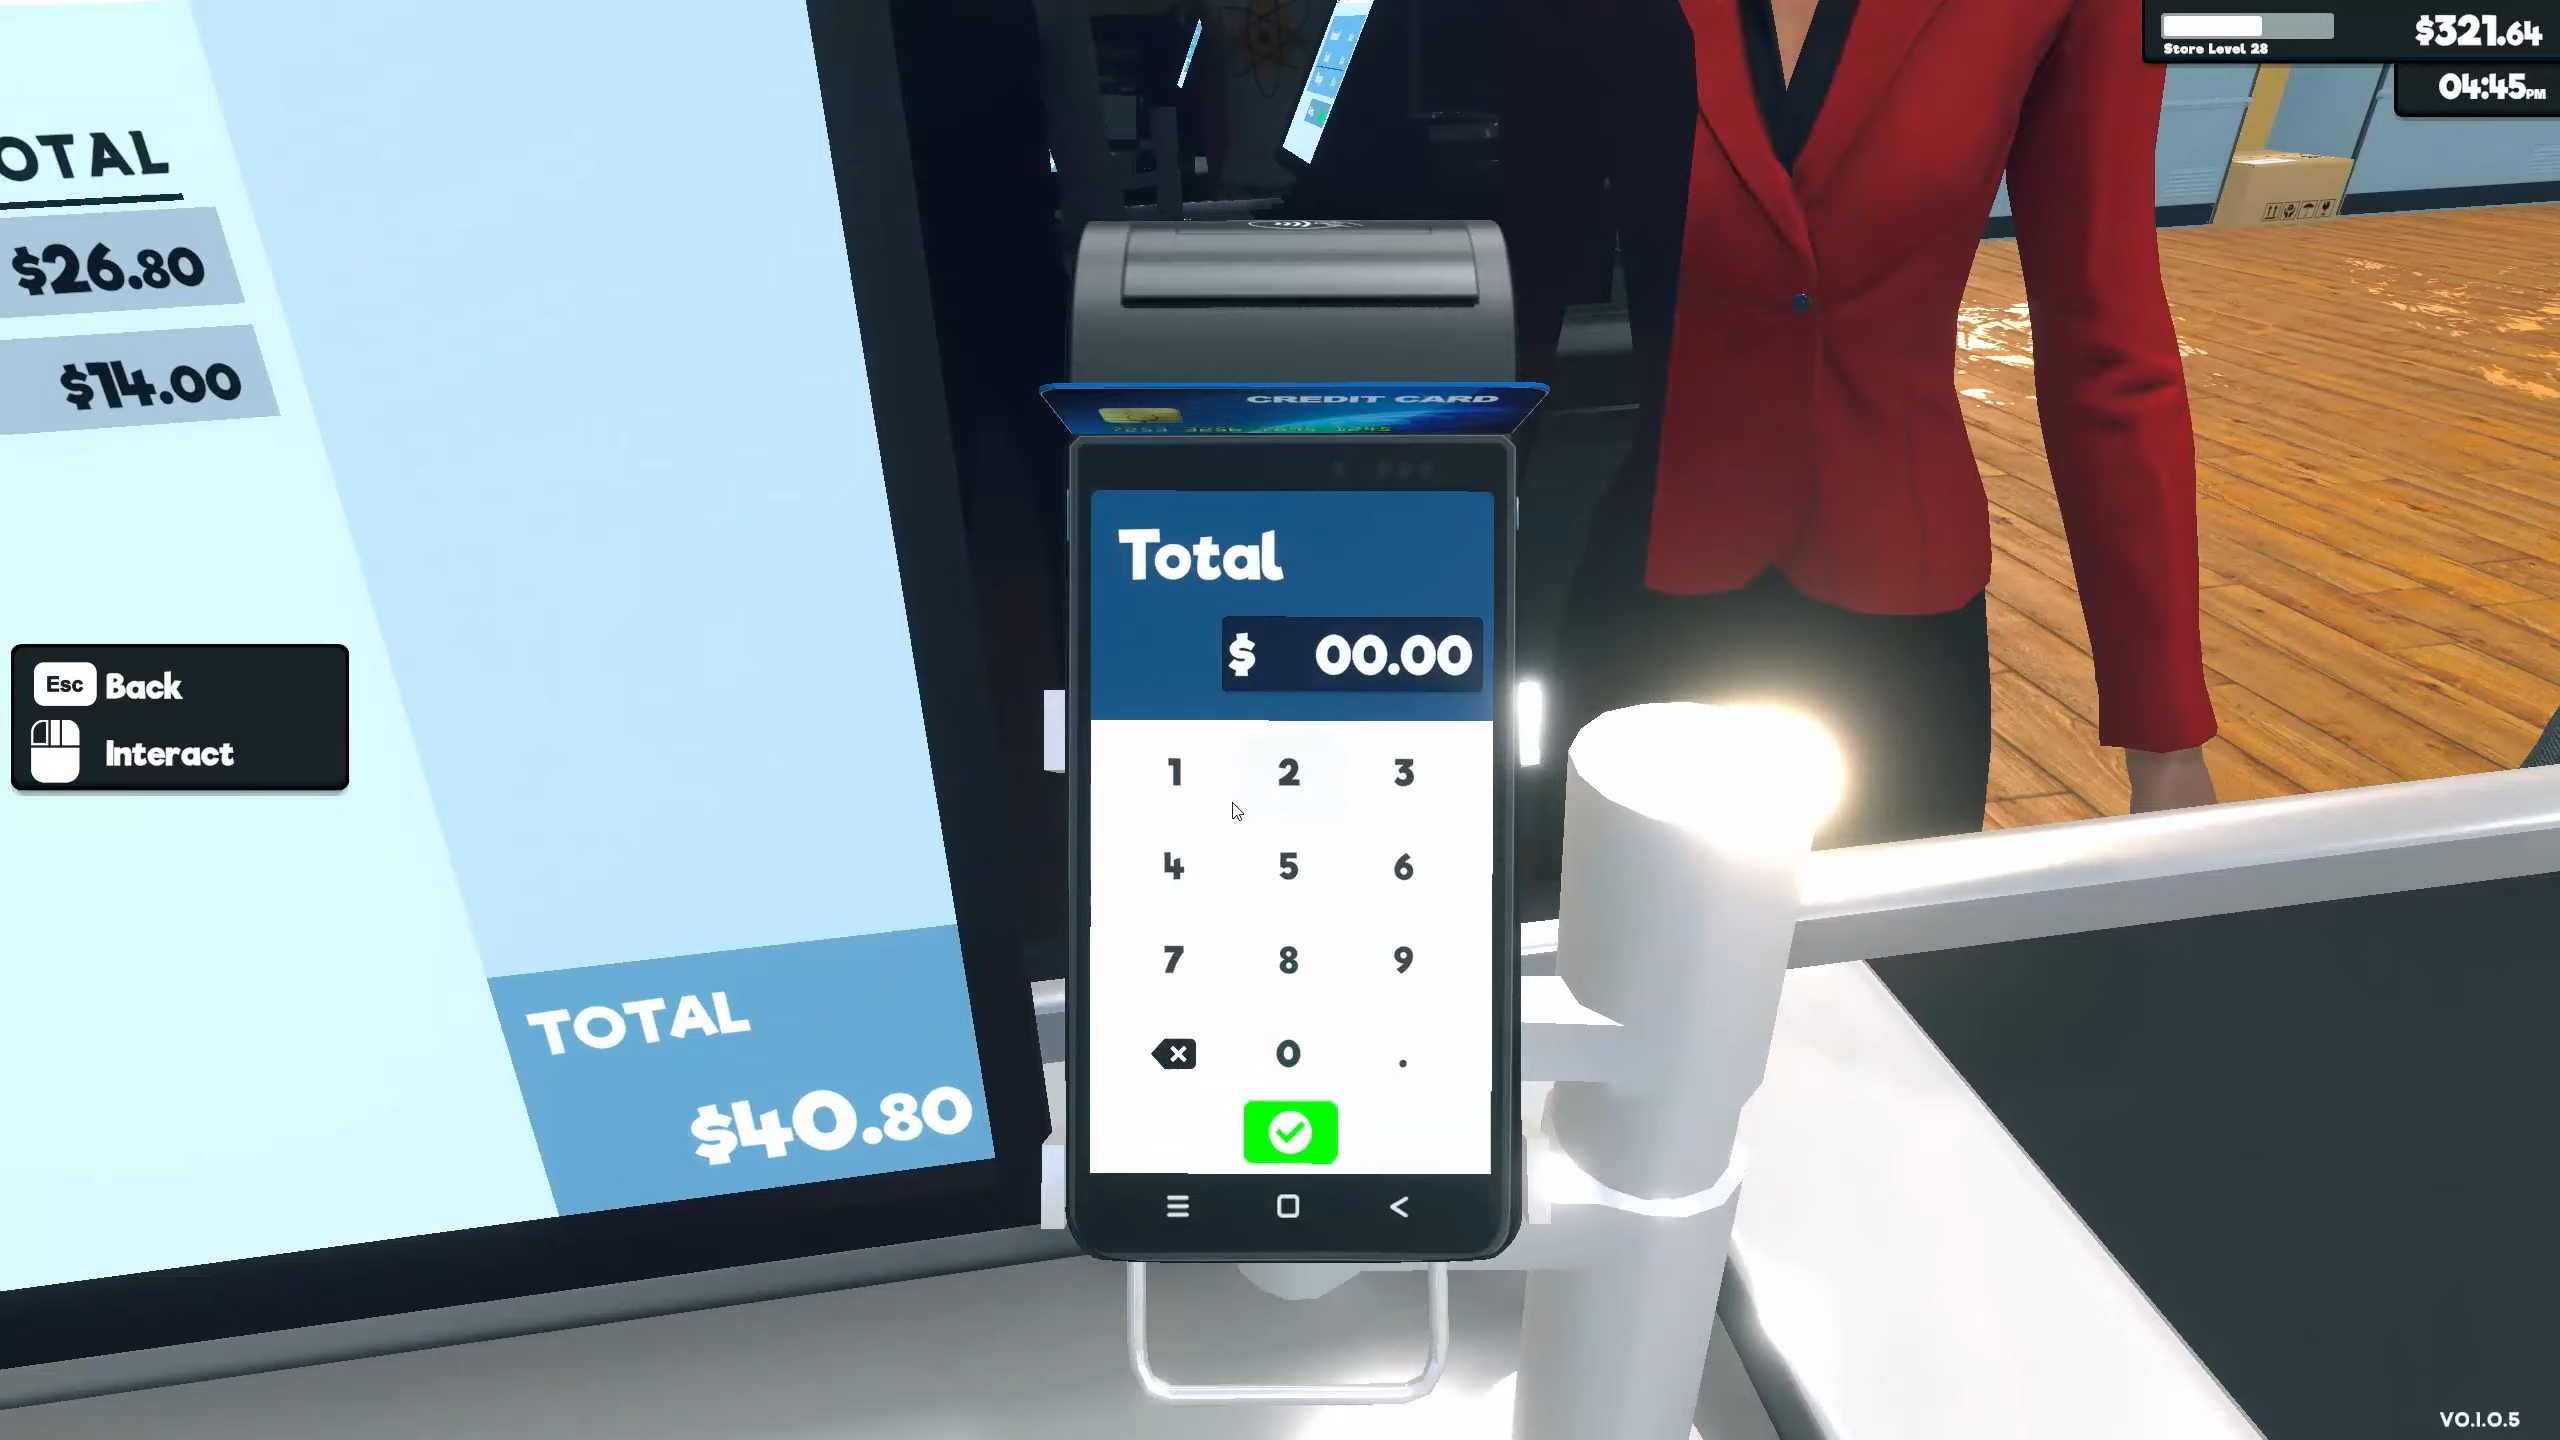 OTAL
$26.80
$14.00
TOTAL
$40.80
Esc Back
Interact
CREDIT CARD
Total
$ 00.00
1 2 3
4 5 6
7 8 9
0 .
Store Level 28
$321.64
04:45PM
V0.1.0.5